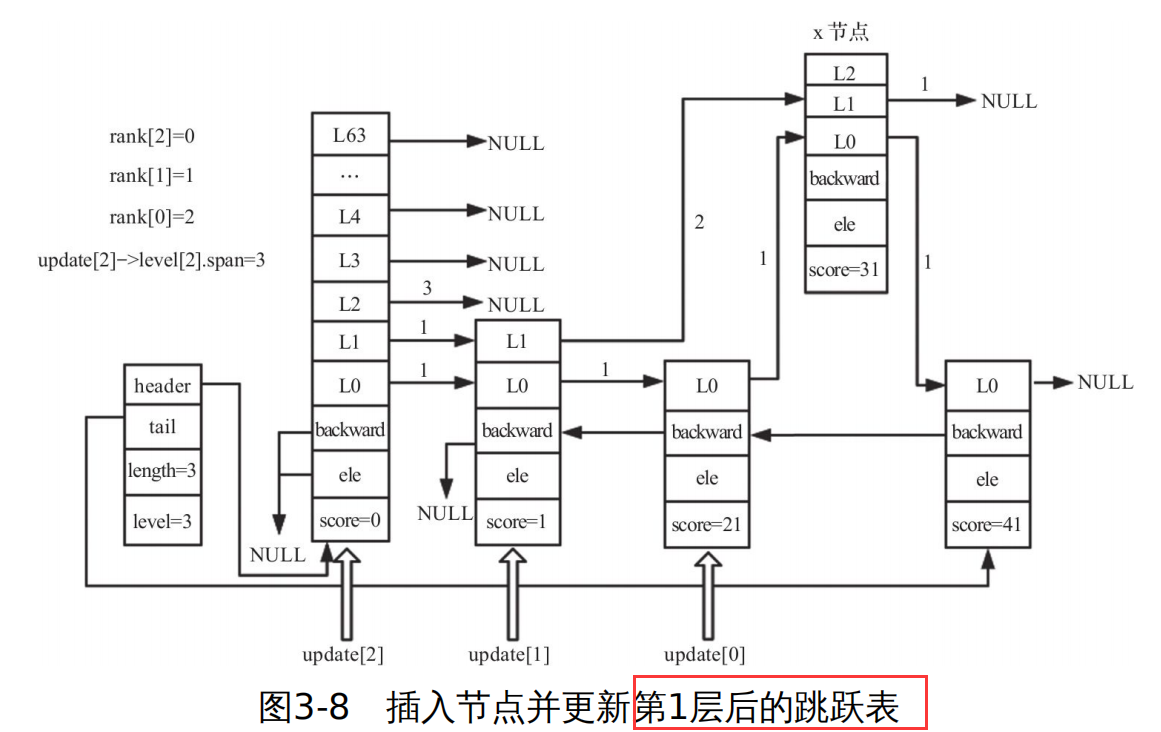 x 节点
L2
L1
L0
backward
ele
score=31
1
NULL
2
1
1
rank[2]=0
rank[1]=1
rank[0]=2
update[2]->level[2].span=3
L63
...
L4
L3
L2
L1
L0
backward
ele
score=0
NULL
NULL
NULL
3
NULL
1
1
NULL
header
tail
length=3
level=3
L1
L0
backward
ele
score=1
NULL
1
L0
backward
ele
score=21
L0
backward
ele
score=41
NULL
update[2]
update[1]
update[0]
图3-8 插入节点并更新第1层后的跳跃表